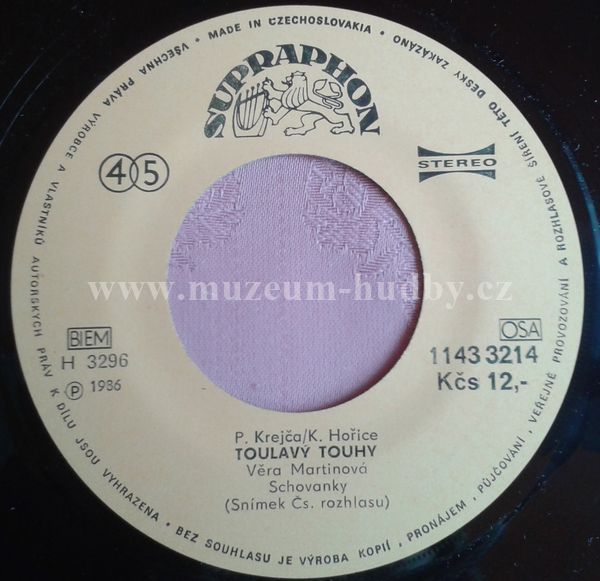 • MADE IN CZECHOSLOVAKIA •
VŠECHNA PRÁVA VÝROBCE A VLASTNÍKŮ AUTORSKÝCH PRÁV K DÍLU JSOU VYHRAZENA • BEZ SOUHLASU JE VÝROBA KOPIÍ, PRONÁJEM, PŮJČOVÁNÍ, VEŘEJNÉ PROVOZOVÁNÍ A ROZHLASOVÉ ŠÍŘENÍ TÉTO DESKY ZAKÁZÁNO
SUPRAPHON
45
STEREO
www.muzeum-hudby.cz
BIEM
H 3296
Ⓟ 1986
OSA
1143 3214
Kčs 12,-
P. Krejča/K. Hořice
TOULAVÝ TOUHY
Věra Martinová
Schovanky
(Snímek Čs. rozhlasu)